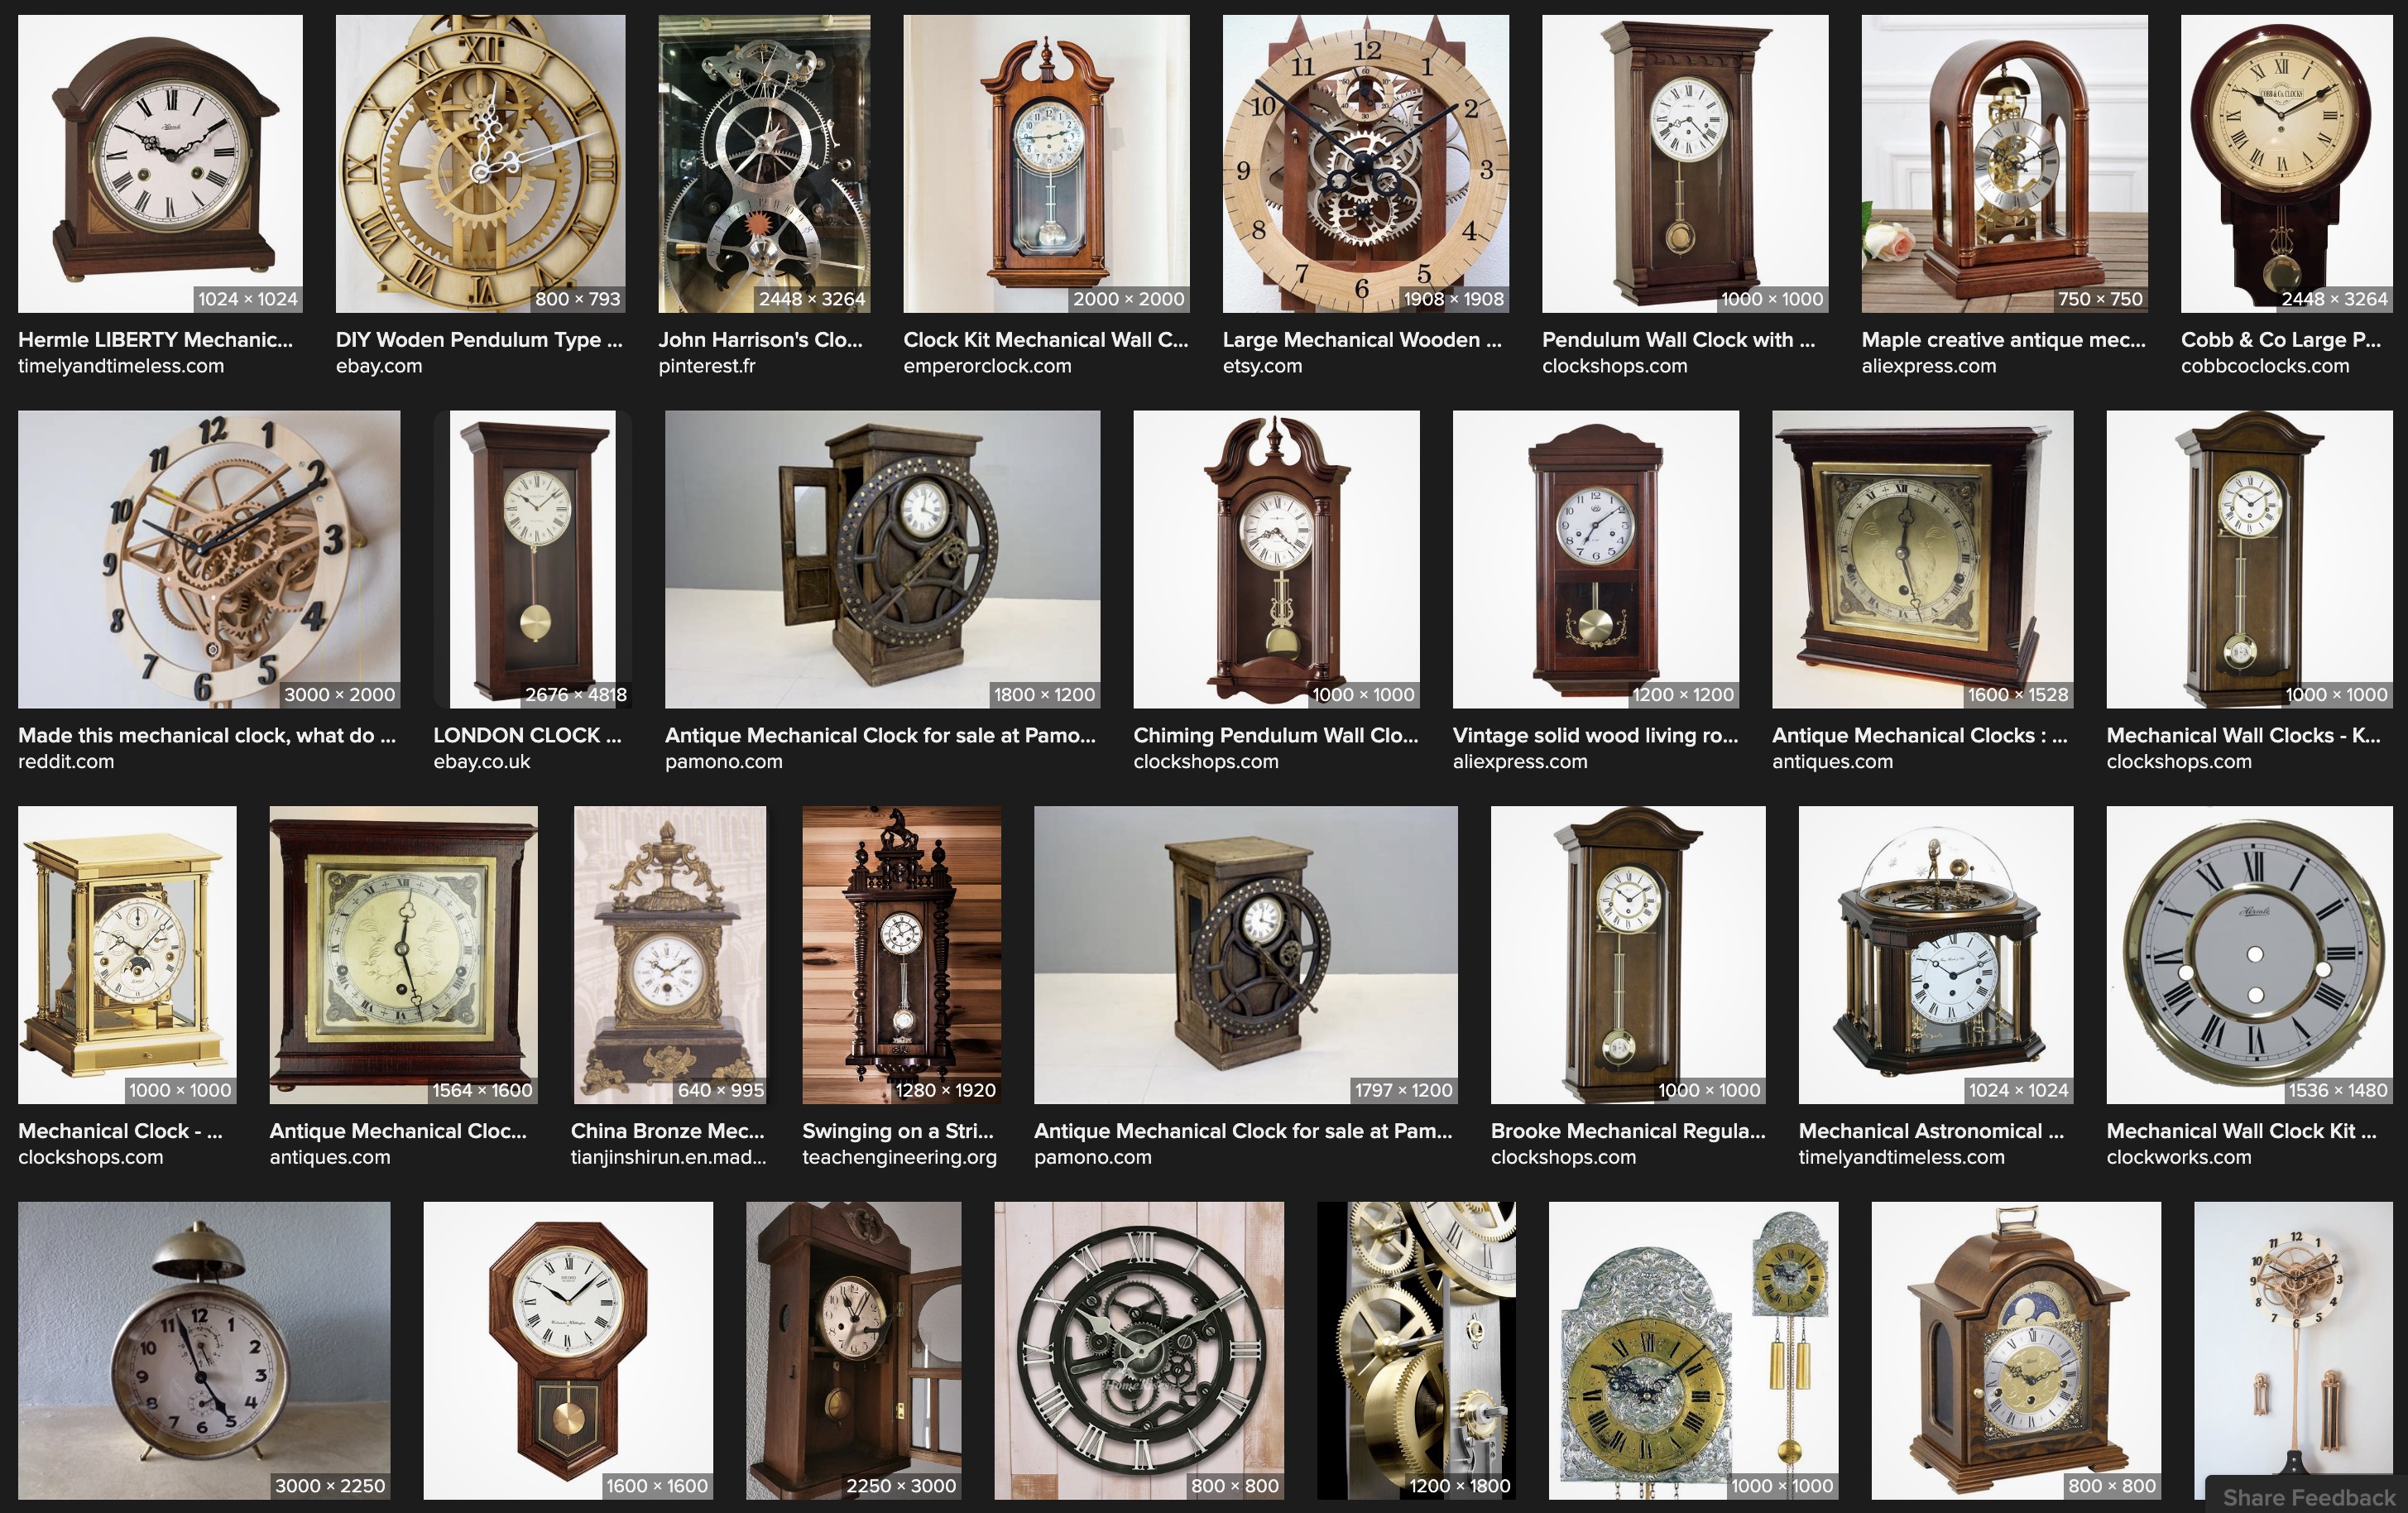 1024 × 1024
800 × 793
2448 × 3264
2000 × 2000
1908 × 1908
1000 × 1000
750 × 750
2448 × 3264
Hermle LIBERTY Mechanic...
DIY Woden Pendulum Type ...
John Harrison's Clo...
Clock Kit Mechanical Wall C...
Large Mechanical Wooden ...
Pendulum Wall Clock with ...
Maple creative antique mec...
Cobb & Co Large P...
timelyandtimeless.com
ebay.com
pinterest.fr
emperorclock.com
etsy.com
clockshops.com
aliexpress.com
cobbcoclocks.com
3000 × 2000
2676 × 4818
1800 × 1200
1000 × 1000
1200 × 1200
1600 × 1528
1000 × 1000
Made this mechanical clock, what do ...
LONDON CLOCK ...
Antique Mechanical Clock for sale at Pamo...
Chiming Pendulum Wall Clo...
Vintage solid wood living ro...
Antique Mechanical Clocks : ...
Mechanical Wall Clocks - K...
reddit.com
ebay.co.uk
pamono.com
clockshops.com
aliexpress.com
antiques.com
clockshops.com
1000 × 1000
1564 × 1600
640 × 995
1280 × 1920
1797 × 1200
1000 × 1000
1024 × 1024
1536 × 1480
Mechanical Clock - ...
Antique Mechanical Cloc...
China Bronze Mec...
Swinging on a Stri...
Antique Mechanical Clock for sale at Pam...
Brooke Mechanical Regula...
Mechanical Astronomical ...
Mechanical Wall Clock Kit ...
clockshops.com
antiques.com
tianjinshirun.en.mad...
teachengineering.org
pamono.com
clockshops.com
timelyandtimeless.com
clockworks.com
3000 × 2250
1600 × 1600
2250 × 3000
800 × 800
1200 × 1800
1000 × 1000
800 × 800
Share Feedback